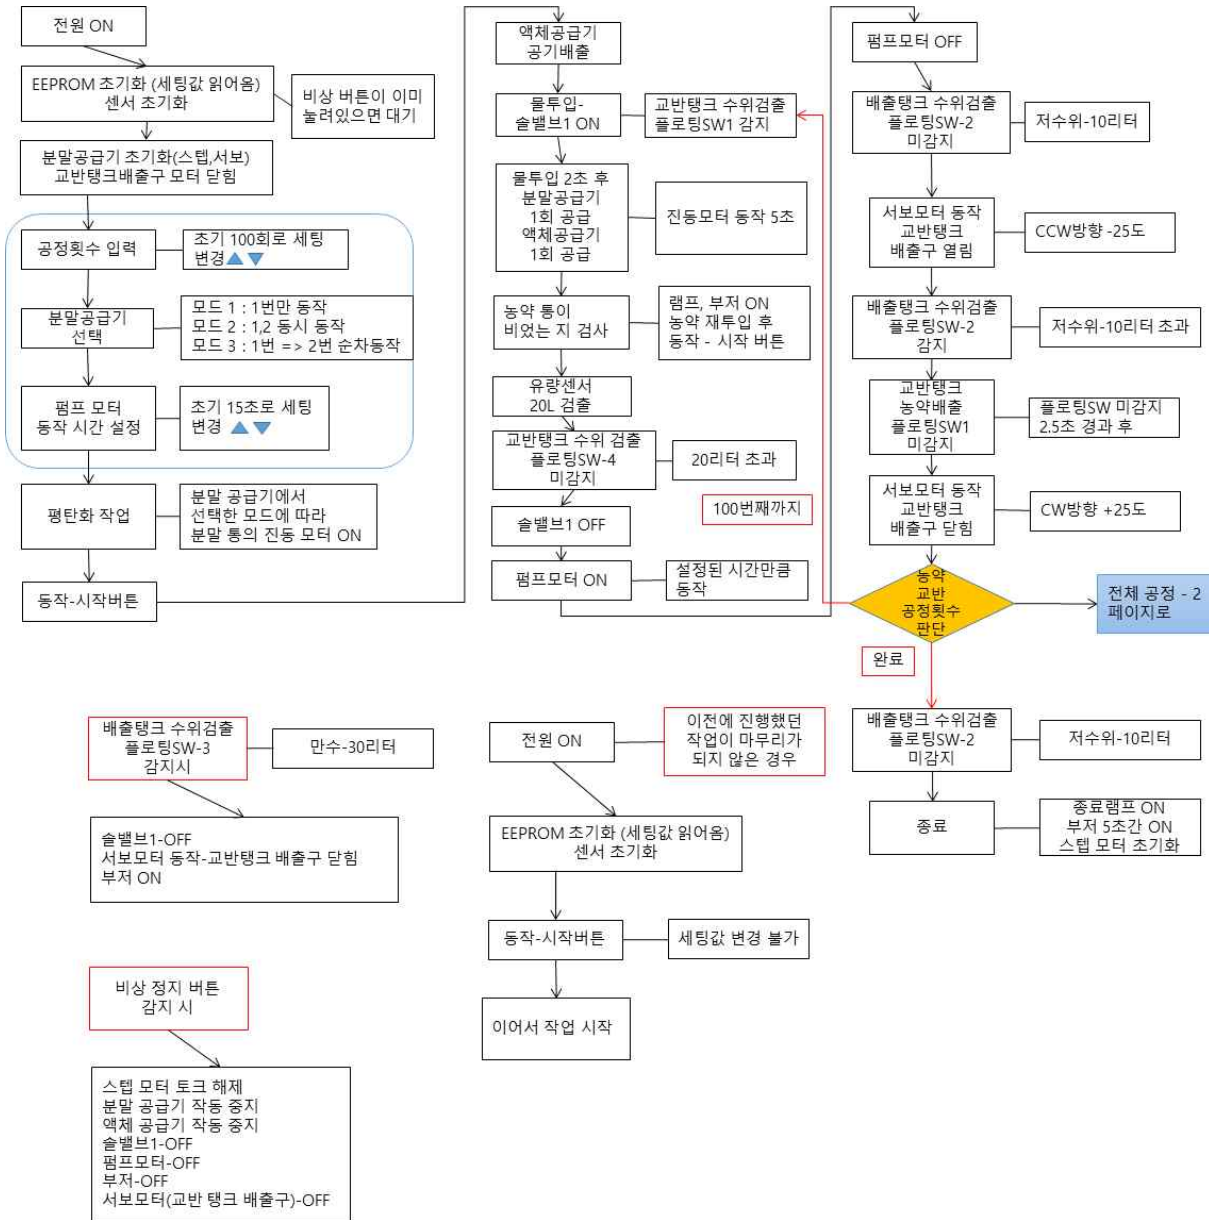 전원 ON
EEPROM 초기화 (세팅값 읽어옴)
센서 초기화
비상 버튼이 이미
눌려있으면 대기
분말공급기 초기화(스텝,서보)
교반탱크배출구 모터 닫힘
공정횟수 입력
초기 100회로 세팅
변경
분말공급기
선택
모드 1 : 1번만 동작
모드 2 : 1,2 동시 동작
모드 3 : 1번 => 2번 순차동작
펌프 모터
동작 시간 설정
초기 15초로 세팅
변경
평탄화 작업
분말 공급기에서
선택한 모드에 따라
분말 통의 진동 모터 ON
동작-시작버튼
액체공급기
공기배출
물투입-
솔밸브1 ON
교반탱크 수위검출
플로팅SW1 감지
물투입 2초 후
분말공급기
1회 공급
액체공급기
1회 공급
진동모터 동작 5초
농약 통이
비었는 지 검사
램프, 부저 ON
농약 재투입 후
동작 - 시작 버튼
유량센서
20L 검출
교반탱크 수위 검출
플로팅SW-4
미감지
20리터 초과
100번째까지
솔밸브1 OFF
펌프모터 ON
설정된 시간만큼
동작
펌프모터 OFF
배출탱크 수위검출
플로팅SW-2
미감지
저수위-10리터
서보모터 동작
교반탱크
배출구 열림
CCW방향 -25도
배출탱크 수위검출
플로팅SW-2
감지
저수위-10리터 초과
교반탱크
농약배출
플로팅SW1
미감지
플로팅SW 미감지
2.5초 경과 후
서보모터 동작
교반탱크
배출구 닫힘
CW방향 +25도
농약
교반
공정횟수
판단
전체 공정 - 2
페이지로
완료
배출탱크 수위검출
플로팅SW-2
미감지
저수위-10리터
종료
종료램프 ON
부저 5초간 ON
스텝 모터 초기화
배출탱크 수위검출
플로팅SW-3
감지시
만수-30리터
솔밸브1-OFF
서보모터 동작-교반탱크 배출구 닫힘
부저 ON
비상 정지 버튼
감지 시
스텝 모터 토크 해제
분말 공급기 작동 중지
액체 공급기 작동 중지
솔밸브1-OFF
펌프모터-OFF
부저-OFF
서보모터(교반 탱크 배출구)-OFF
전원 ON
이전에 진행했던
작업이 마무리가
되지 않은 경우
EEPROM 초기화 (세팅값 읽어옴)
센서 초기화
동작-시작버튼
세팅값 변경 불가
이어서 작업 시작